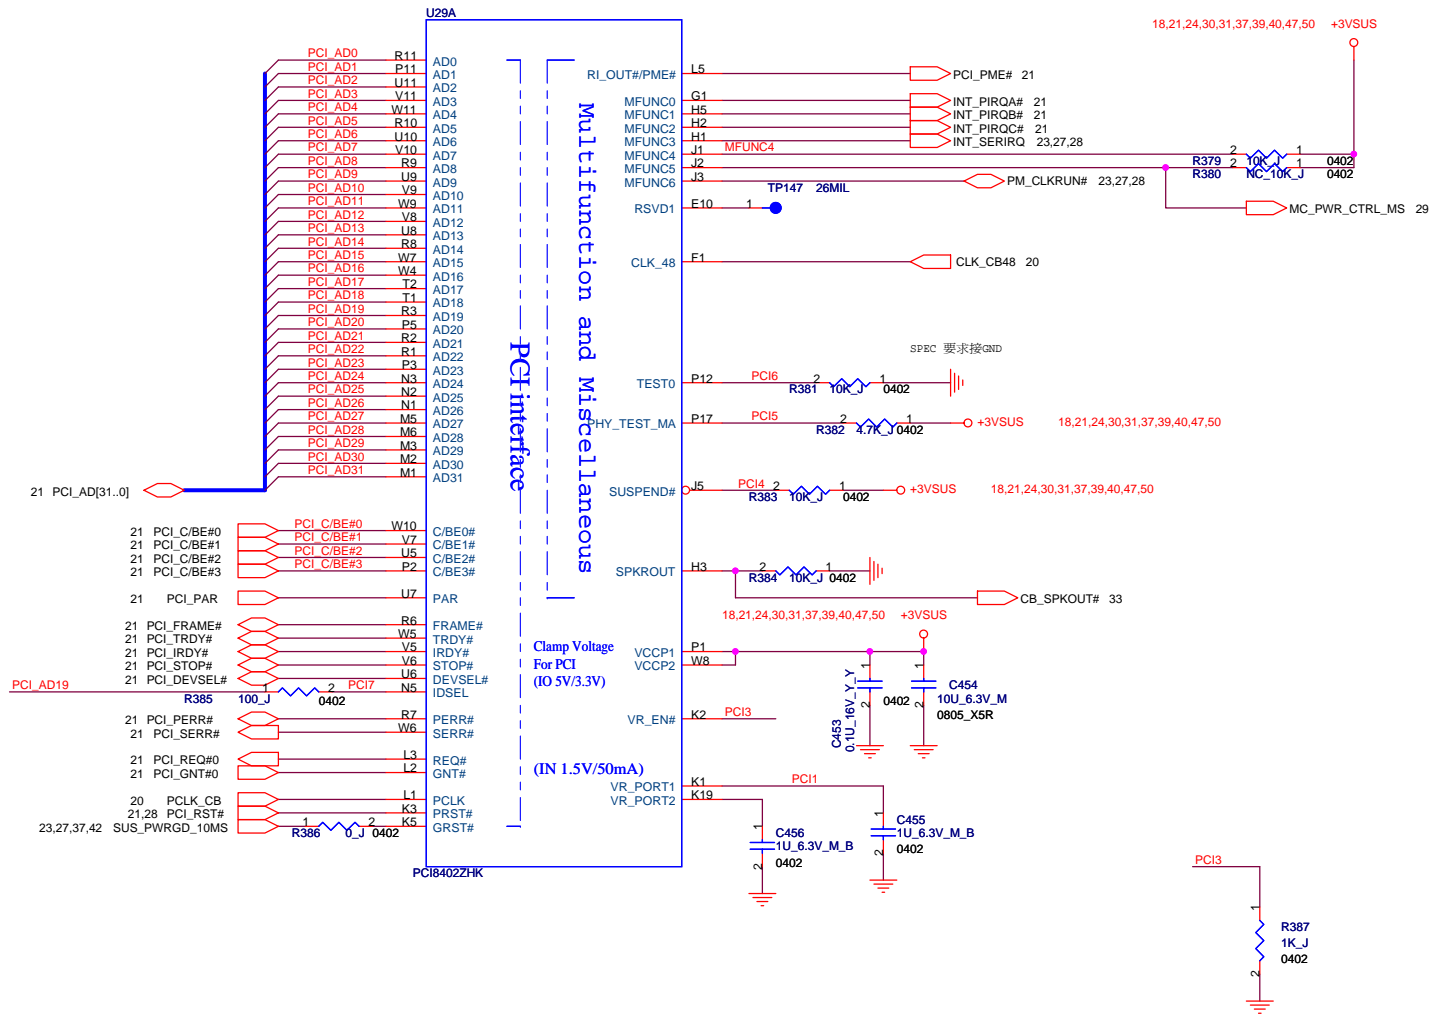 U29A
18,21,24,30,31,37,39,40,47,50 +3VSUS
PCI_AD0 R11 AD0
PCI_AD1 P11 AD1
PCI_AD2 U11 AD2
PCI_AD3 V11 AD3
PCI_AD4 W11 AD4
PCI_AD5 R10 AD5
PCI_AD6 U10 AD6
PCI_AD7 V10 AD7
PCI_AD8 R9 AD8
PCI_AD9 U9 AD9
PCI_AD10 V9 AD10
PCI_AD11 W9 AD11
PCI_AD12 V8 AD12
PCI_AD13 U8 AD13
PCI_AD14 R8 AD14
PCI_AD15 W7 AD15
PCI_AD16 W4 AD16
PCI_AD17 T2 AD17
PCI_AD18 T1 AD18
PCI_AD19 R3 AD19
PCI_AD20 P5 AD20
PCI_AD21 R2 AD21
PCI_AD22 R1 AD22
PCI_AD23 P3 AD23
PCI_AD24 N3 AD24
PCI_AD25 N2 AD25
PCI_AD26 N1 AD26
PCI_AD27 M5 AD27
PCI_AD28 M6 AD28
PCI_AD29 M3 AD29
PCI_AD30 M2 AD30
PCI_AD31 M1 AD31
21 PCI_AD[31..0]
21 PCI_C/BE#0 PCI_C/BE#0 W10 C/BE0#
21 PCI_C/BE#1 PCI_C/BE#1 V7 C/BE1#
21 PCI_C/BE#2 PCI_C/BE#2 U5 C/BE2#
21 PCI_C/BE#3 PCI_C/BE#3 P2 C/BE3#
21 PCI_PAR U7 PAR
21 PCI_FRAME# R6 FRAME#
21 PCI_TRDY# W5 TRDY#
21 PCI_IRDY# V5 IRDY#
21 PCI_STOP# V6 STOP#
21 PCI_DEVSEL# U6 DEVSEL#
PCI_AD19 1 2 PCI7 N5 IDSEL
R385 100_J 0402
21 PCI_PERR# R7 PERR#
21 PCI_SERR# W6 SERR#
21 PCI_REQ#0 L3 REQ#
21 PCI_GNT#0 L2 GNT#
20 PCLK_CB L1 PCLK
21,28 PCI_RST# K3 PRST#
23,27,37,42 SUS_PWRGD_10MS 1 2 K5 GRST#
R386 0_J 0402
PCI8402ZHK
PCI interface
Multifunction and Miscellaneous
Clamp Voltage
For PCI
(IO 5V/3.3V)
(IN 1.5V/50mA)
RI_OUT#/PME# L5 PCI_PME# 21
MFUNC0 G1 INT_PIRQA# 21
MFUNC1 H5 INT_PIRQB# 21
MFUNC2 H2 INT_PIRQC# 21
MFUNC3 H1 INT_SERIRQ 23,27,28
MFUNC4 J1 MFUNC4 2 1
R379 10K_J 0402
MFUNC5 J2 2 1
R380 NC_10K_J 0402
MFUNC6 J3 PM_CLKRUN# 23,27,28
TP147 26MIL
RSVD1 E10 1
MC_PWR_CTRL_MS 29
CLK_48 F1 CLK_CB48 20
SPEC 要求接GND
TEST0 P12 PCI6 2 1
R381 10K_J 0402
PHY_TEST_MA P17 PCI5 2 1 +3VSUS 18,21,24,30,31,37,39,40,47,50
R382 4.7K_J 0402
SUSPEND# J5 PCI4 2 1 +3VSUS 18,21,24,30,31,37,39,40,47,50
R383 10K_J 0402
SPKROUT H3 2 1
R384 10K_J 0402
CB_SPKOUT# 33
18,21,24,30,31,37,39,40,47,50 +3VSUS
VCCP1 P1
VCCP2 W8
1 2 C453 0.1U_16V_Y_Y 0402
1 2 C454
10U_6.3V_M
0805_X5R
VR_EN# K2 PCI3
VR_PORT1 K1 PCI1
VR_PORT2 K19
1 2 C456
1U_6.3V_M_B
0402
1 2 C455
1U_6.3V_M_B
0402
PCI3
1 2 R387
1K_J
0402